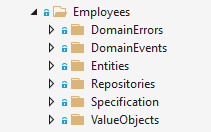 Employees
DomainErrors
DomainEvents
Entities
Repositories
Specification
ValueObjects